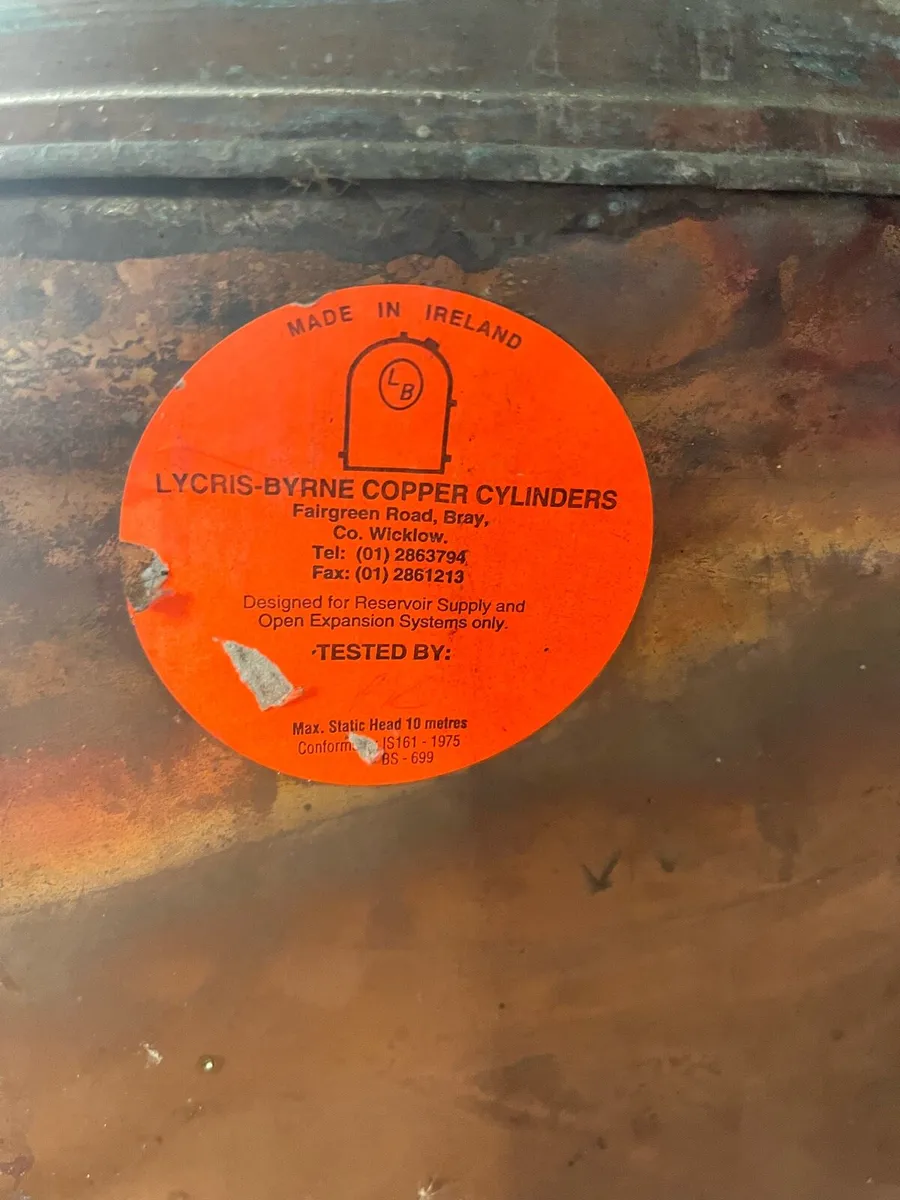 MADE IN IRELAND
LB
LYCRIS-BYRNE COPPER CYLINDERS
Fairgreen Road, Bray,
Co. Wicklow.
Tel: (01) 2863794
Fax: (01) 2861213
Designed for Reservoir Supply and
Open Expansion Systems only.
TESTED BY:
Max. Static Head 10 metres
IS161 - 1975
BS - 699